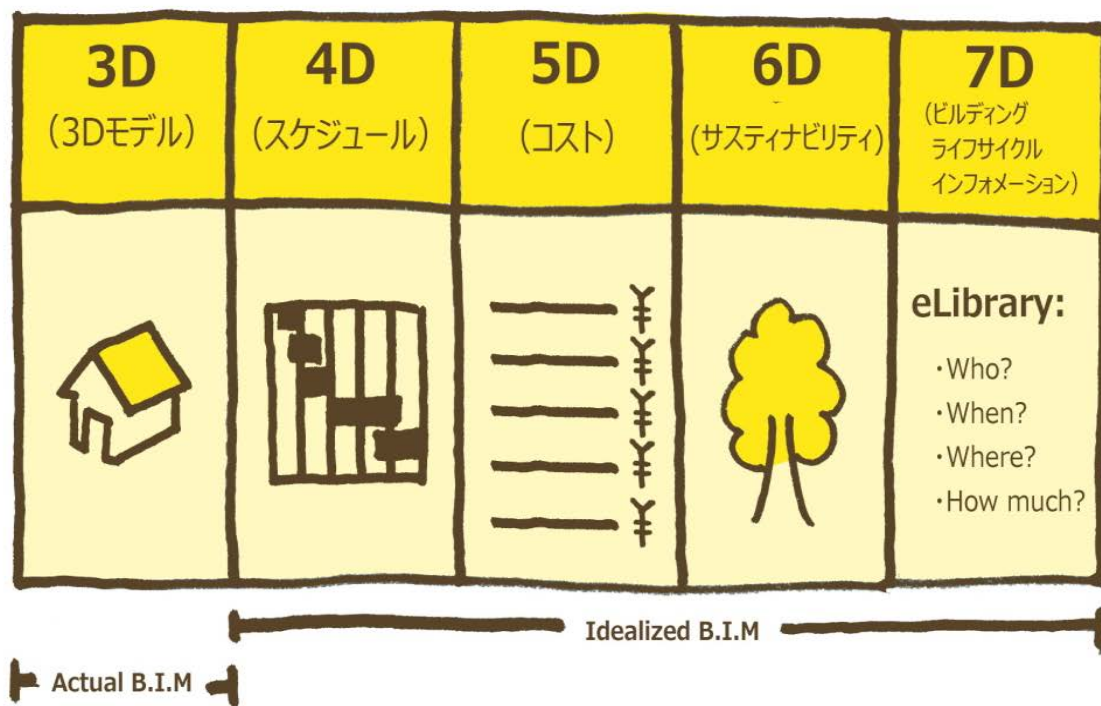 3D
(3Dモデル)
4D
(スケジュール)
5D
(コスト)
6D
(サスティナビリティ)
7D
(ビルディング
ライフサイクル
インフォメーション)
¥
¥
¥
¥
¥
eLibrary:
・Who?
・When?
・Where?
・How much?
Idealized B.I.M
Actual B.I.M